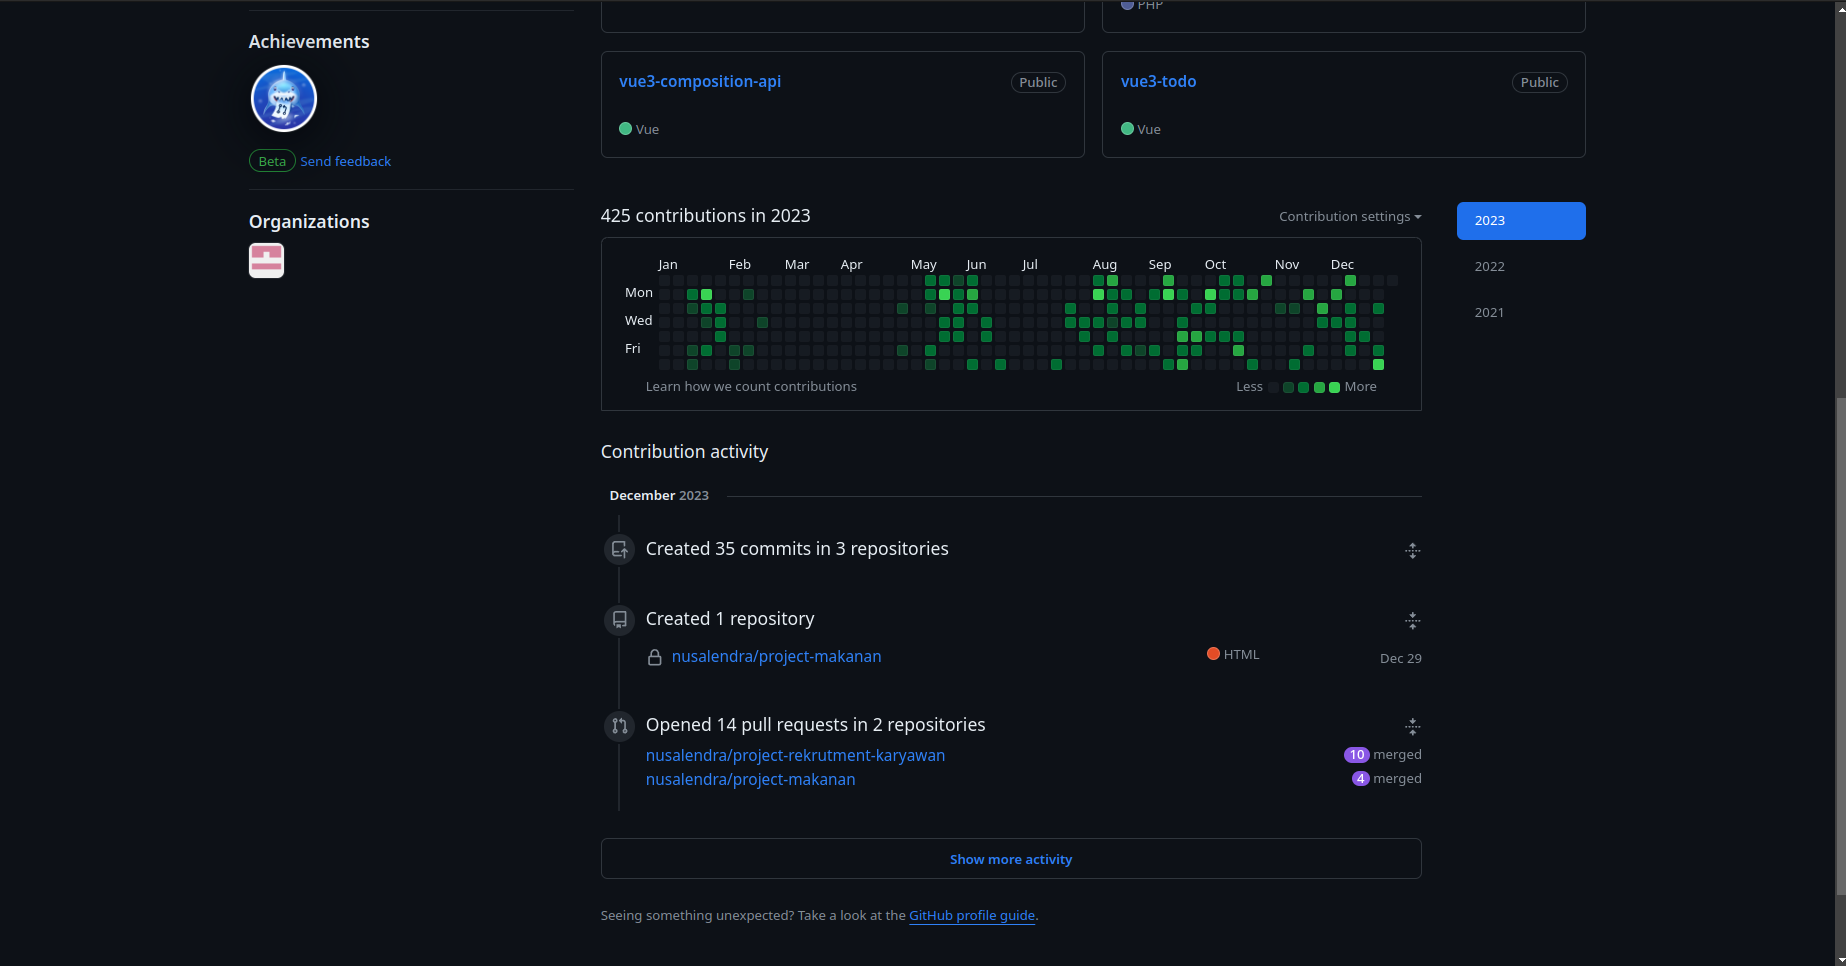 Achievements
Beta Send feedback
Organizations
PHP
vue3-composition-api Public
Vue
vue3-todo Public
Vue
425 contributions in 2023
Contribution settings
2023
2022
2021
Jan Feb Mar Apr May Jun Jul Aug Sep Oct Nov Dec
Mon
Wed
Fri
Learn how we count contributions
Less More
Contribution activity
December 2023
Created 35 commits in 3 repositories
Created 1 repository
nusalendra/project-makanan HTML Dec 29
Opened 14 pull requests in 2 repositories
nusalendra/project-rekrutment-karyawan 10 merged
nusalendra/project-makanan 4 merged
Show more activity
Seeing something unexpected? Take a look at the GitHub profile guide.